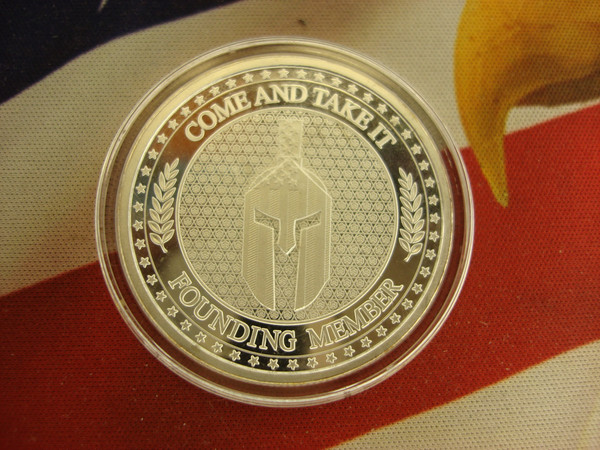 COME AND TAKE IT
FOUNDING MEMBER